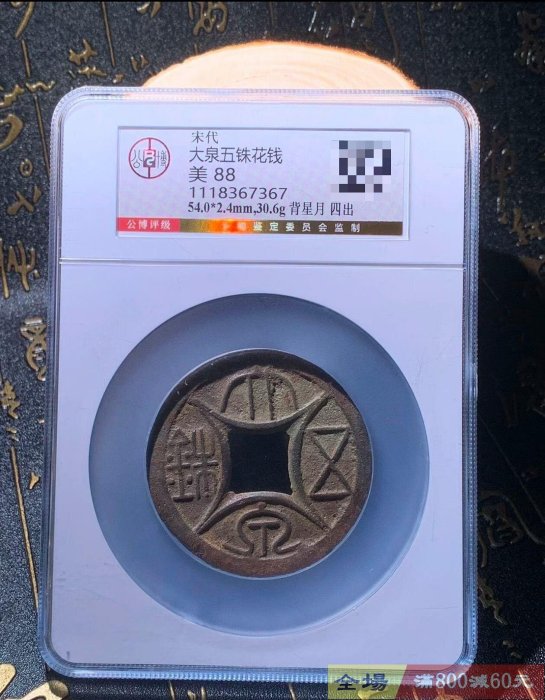 宋代
大泉五铢花钱
美 88
1118367367
54.0*2.4mm,30.6g 背星月 四出
公博评级
鉴定委员会监制
大
泉
五
銖
全場 滿800減60元